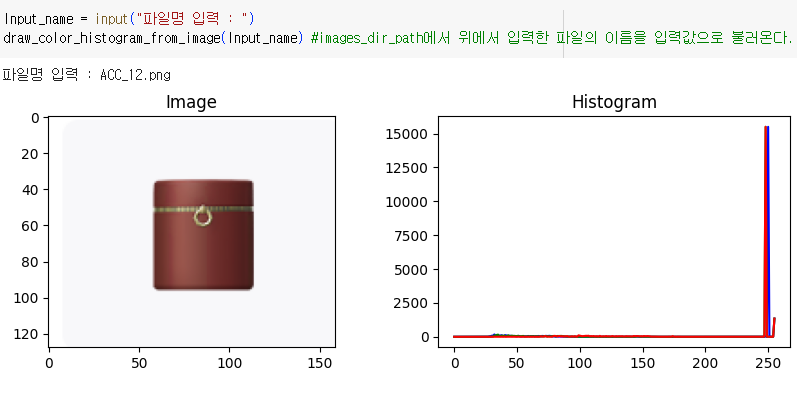 Input_name = input("파일명 입력 : ")
draw_color_histogram_from_image(Input_name) #images_dir_path에서 위에서 입력한 파일의 이름을 입력값으로 불러온다.
파일명 입력 : ACC_12.png
Image
0
20
40
60
80
100
120
0 50 100 150
Histogram
15000
12500
10000
7500
5000
2500
0
0 50 100 150 200 250